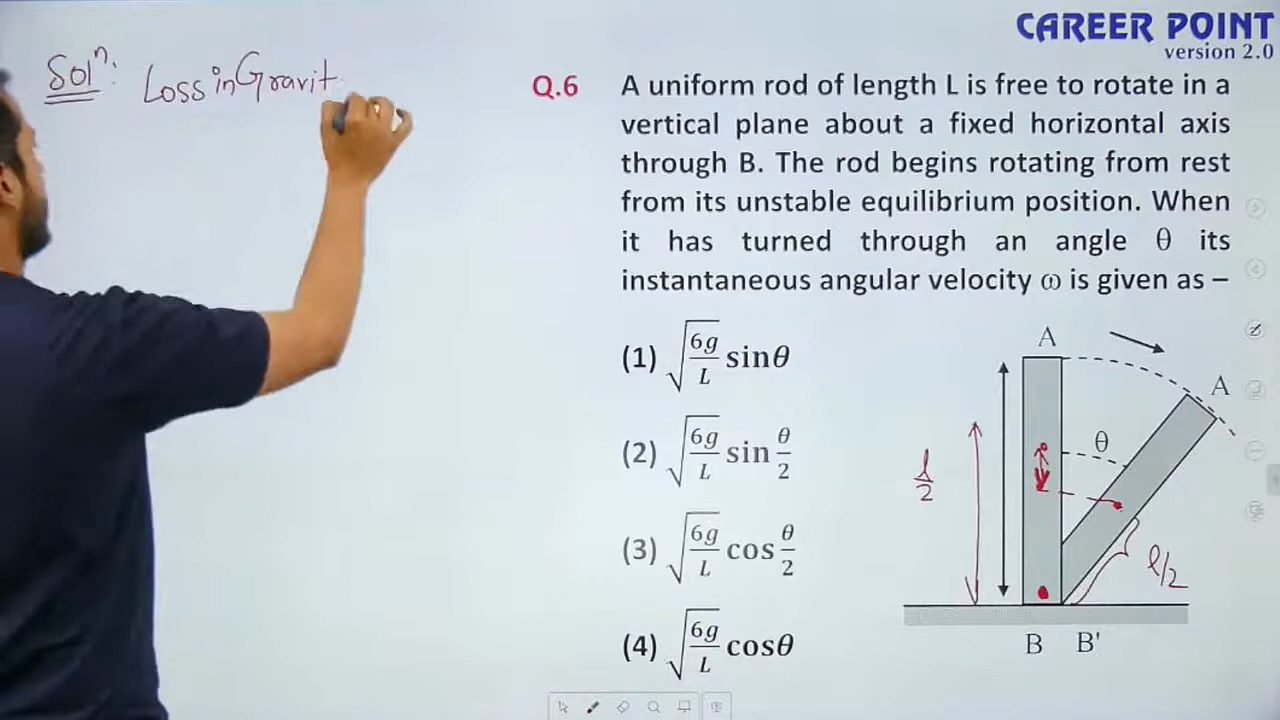 CAREER POINT
version 2.0
Solⁿ: Loss in Gravit
Q.6 A uniform rod of length L is free to rotate in a
vertical plane about a fixed horizontal axis
through B. The rod begins rotating from rest
from its unstable equilibrium position. When
it has turned through an angle θ its
instantaneous angular velocity ω is given as –
(1) √(6g/L) sinθ
(2) √(6g/L) sin θ/2
(3) √(6g/L) cos θ/2
(4) √(6g/L) cosθ
A
A
θ
l/2
l/2
B B'